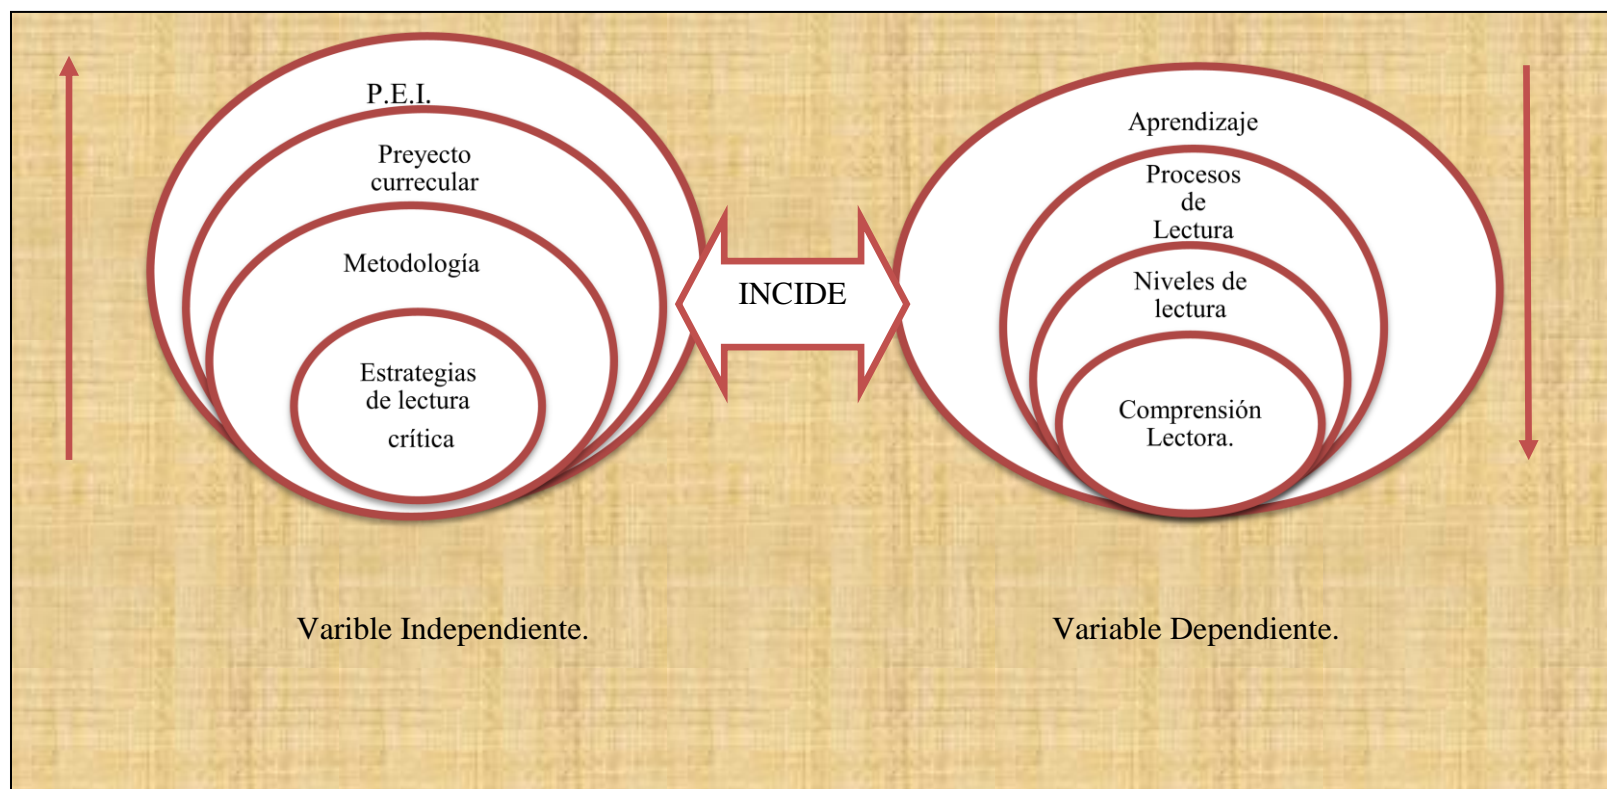 P.E.I.
Preyecto
currecular
Metodología
Estrategias
de lectura
crítica
INCIDE
Aprendizaje
Procesos
de
Lectura
Niveles de
lectura
Comprensión
Lectora.
Varible Independiente.
Variable Dependiente.